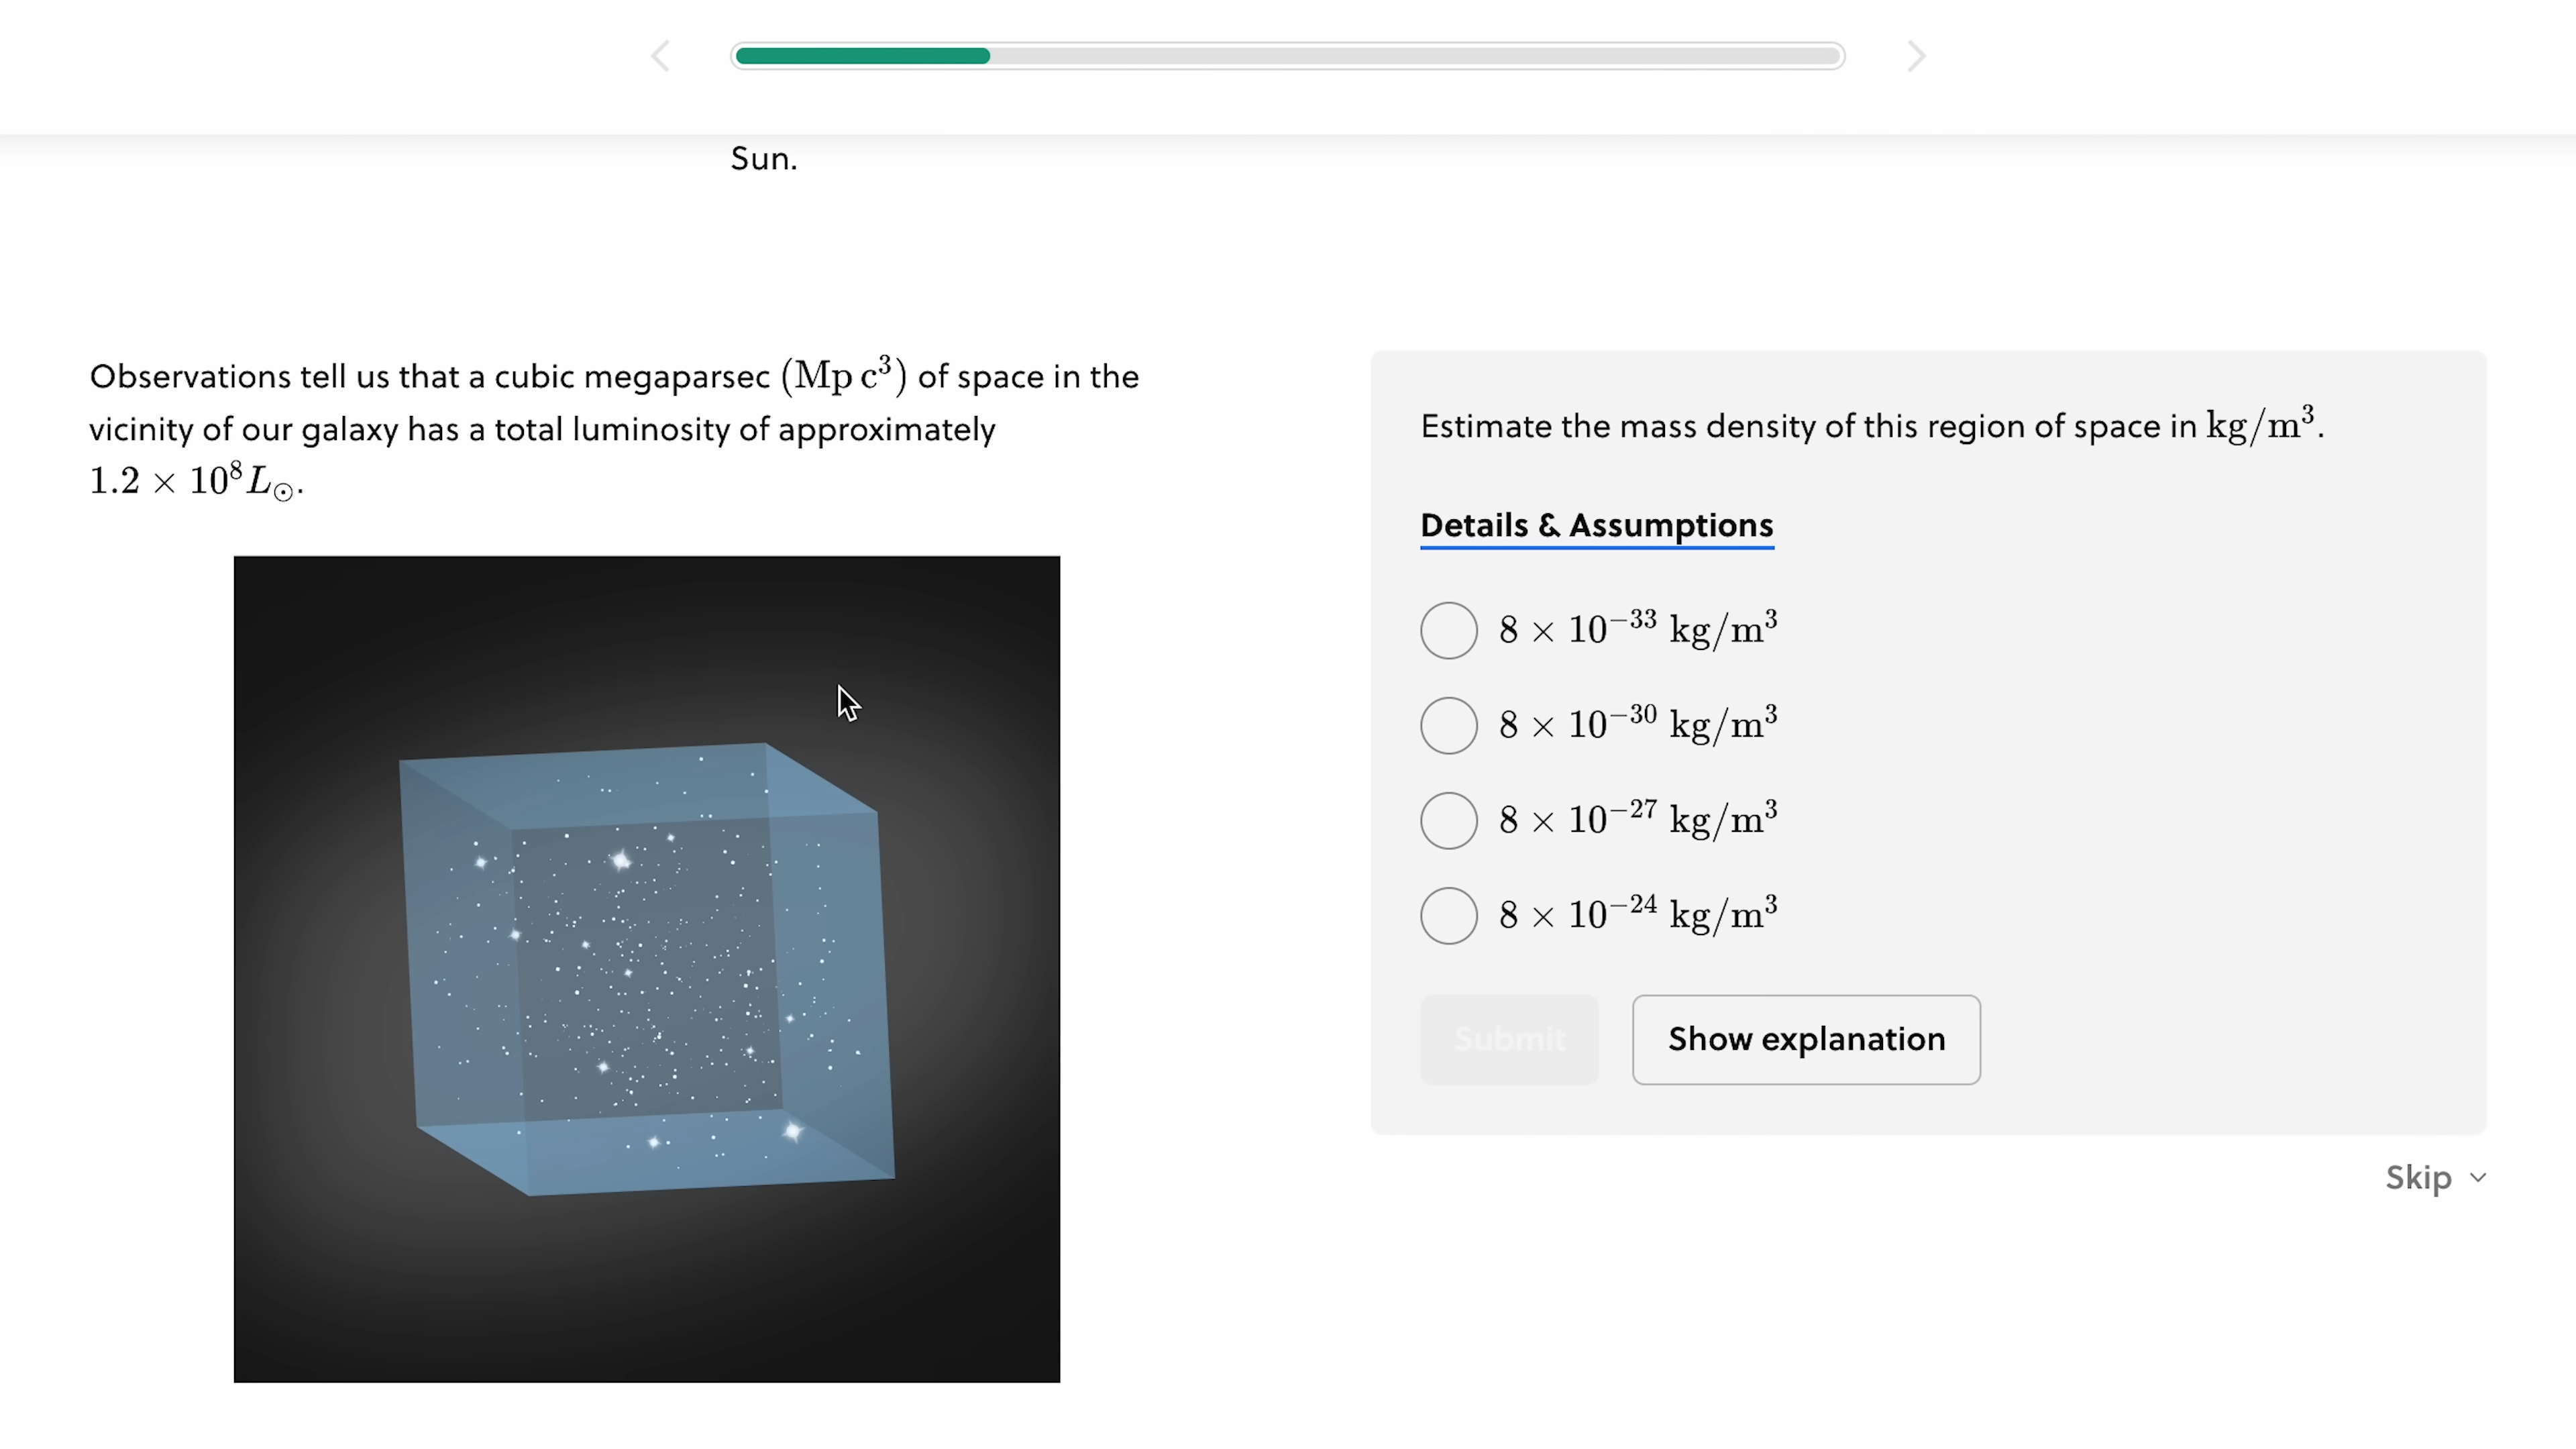 Sun.
Observations tell us that a cubic megaparsec (Mp c³) of space in the
vicinity of our galaxy has a total luminosity of approximately
1.2 × 10⁸ L⊙.
Estimate the mass density of this region of space in kg/m³.
Details & Assumptions
8 × 10⁻³³ kg/m³
8 × 10⁻³⁰ kg/m³
8 × 10⁻²⁷ kg/m³
8 × 10⁻²⁴ kg/m³
Submit
Show explanation
Skip